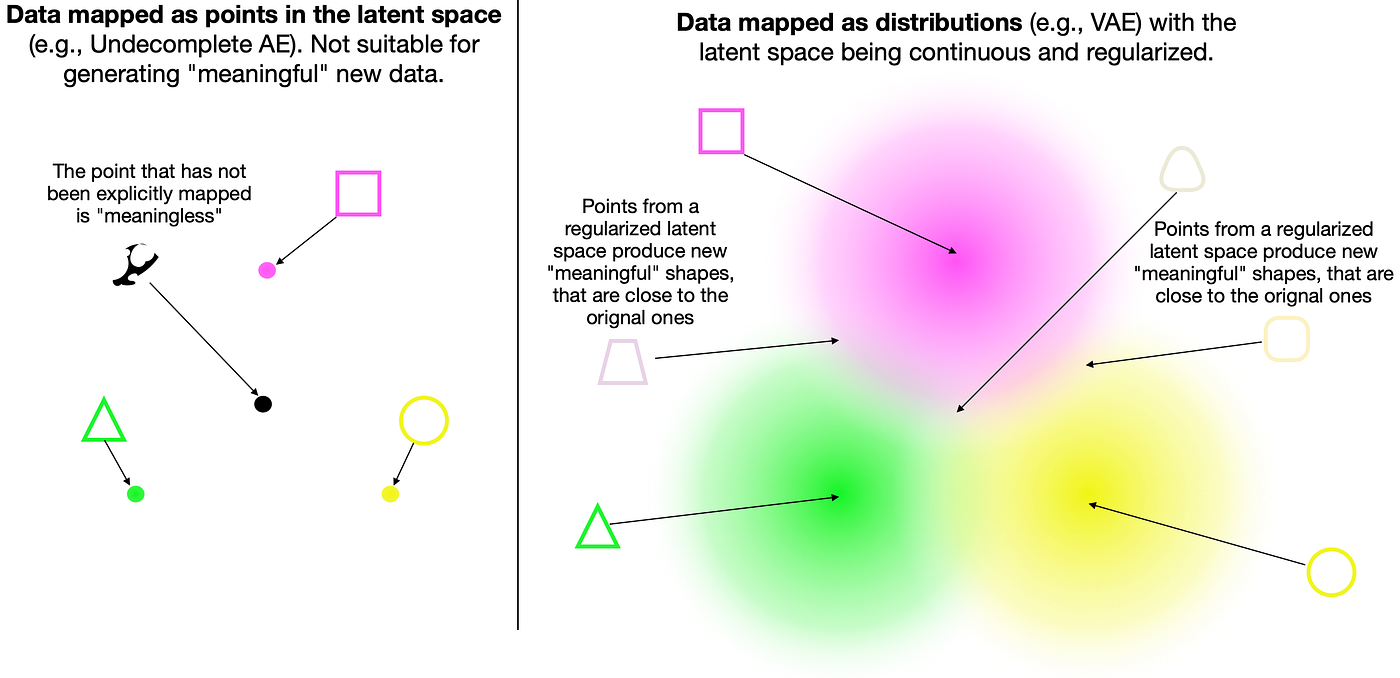 Data mapped as points in the latent space
(e.g., Undecomplete AE). Not suitable for
generating "meaningful" new data.
The point that has not
been explicitly mapped
is "meaningless"
Data mapped as distributions (e.g., VAE) with the
latent space being continuous and regularized.
Points from a
regularized latent
space produce new
"meaningful" shapes,
that are close to the
orignal ones
Points from a regularized
latent space produce new
"meaningful" shapes, that are
close to the orignal ones